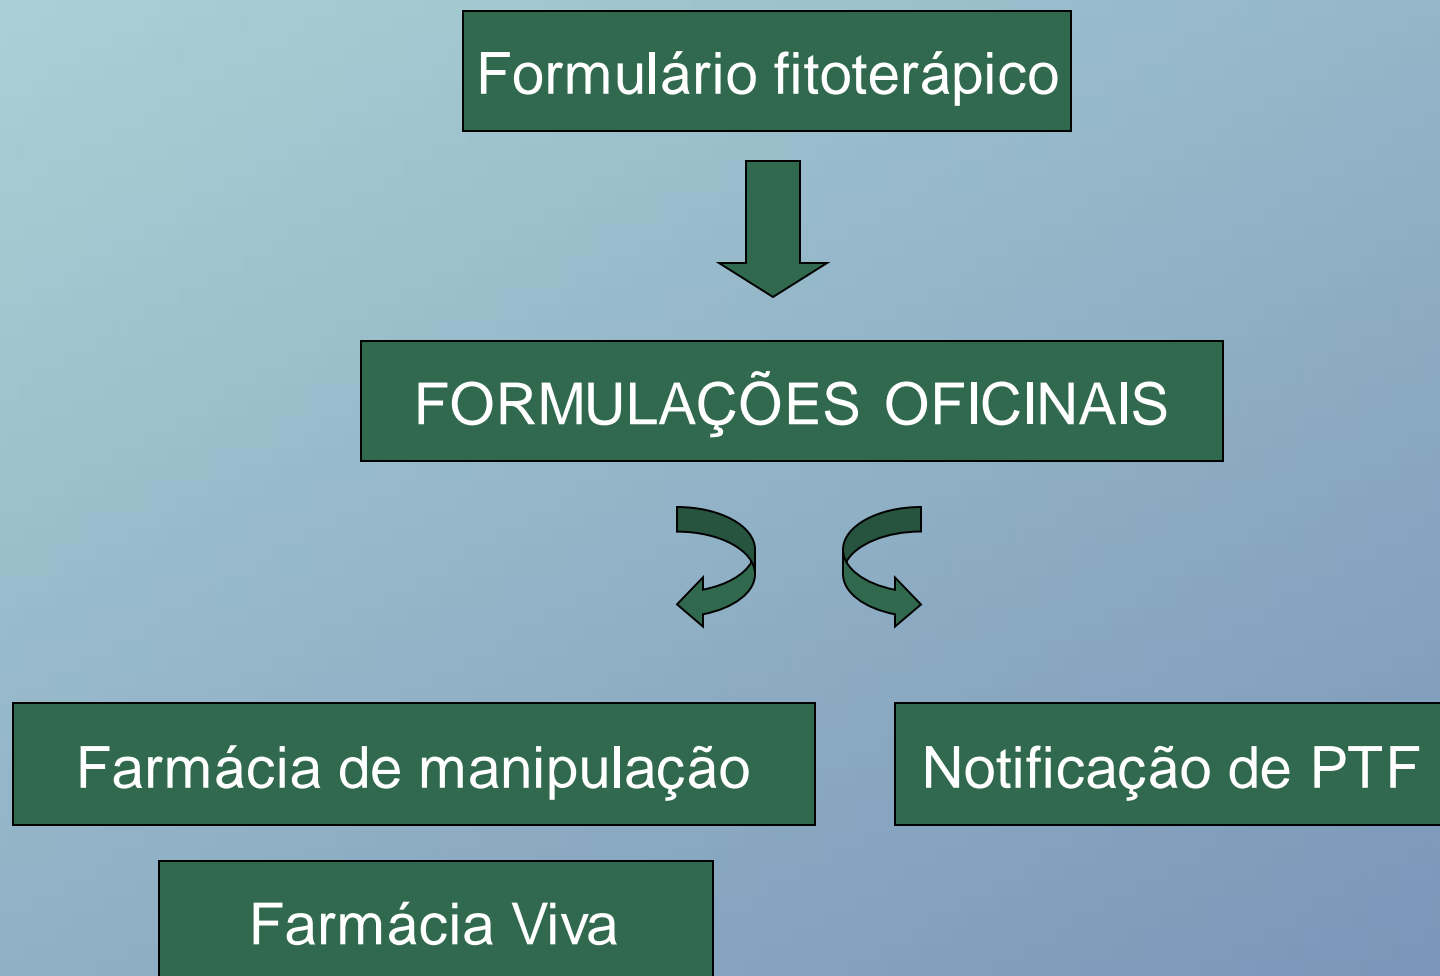 Formulário fitoterápico
FORMULAÇÕES OFICINAIS
Farmácia de manipulação
Notificação de PTF
Farmácia Viva